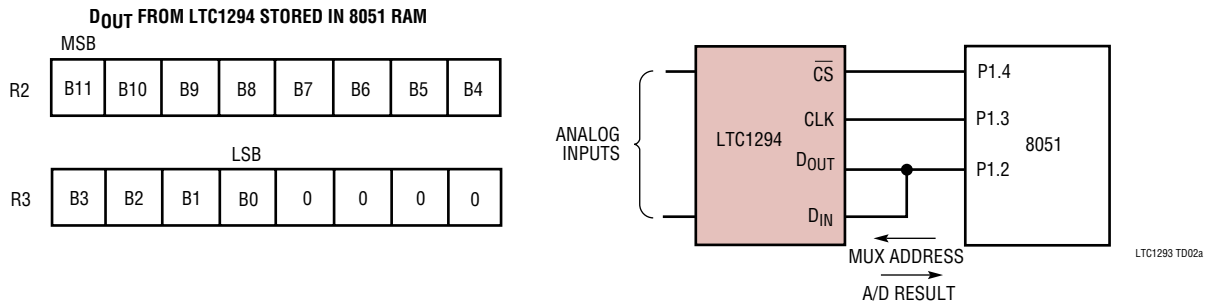 DOUT FROM LTC1294 STORED IN 8051 RAM
MSB
R2 B11 B10 B9 B8 B7 B6 B5 B4
LSB
R3 B3 B2 B1 B0 0 0 0 0
ANALOG
INPUTS
LTC1294
CS
CLK
DOUT
DIN
P1.4
P1.3
P1.2
8051
MUX ADDRESS
A/D RESULT
LTC1293 TD02a